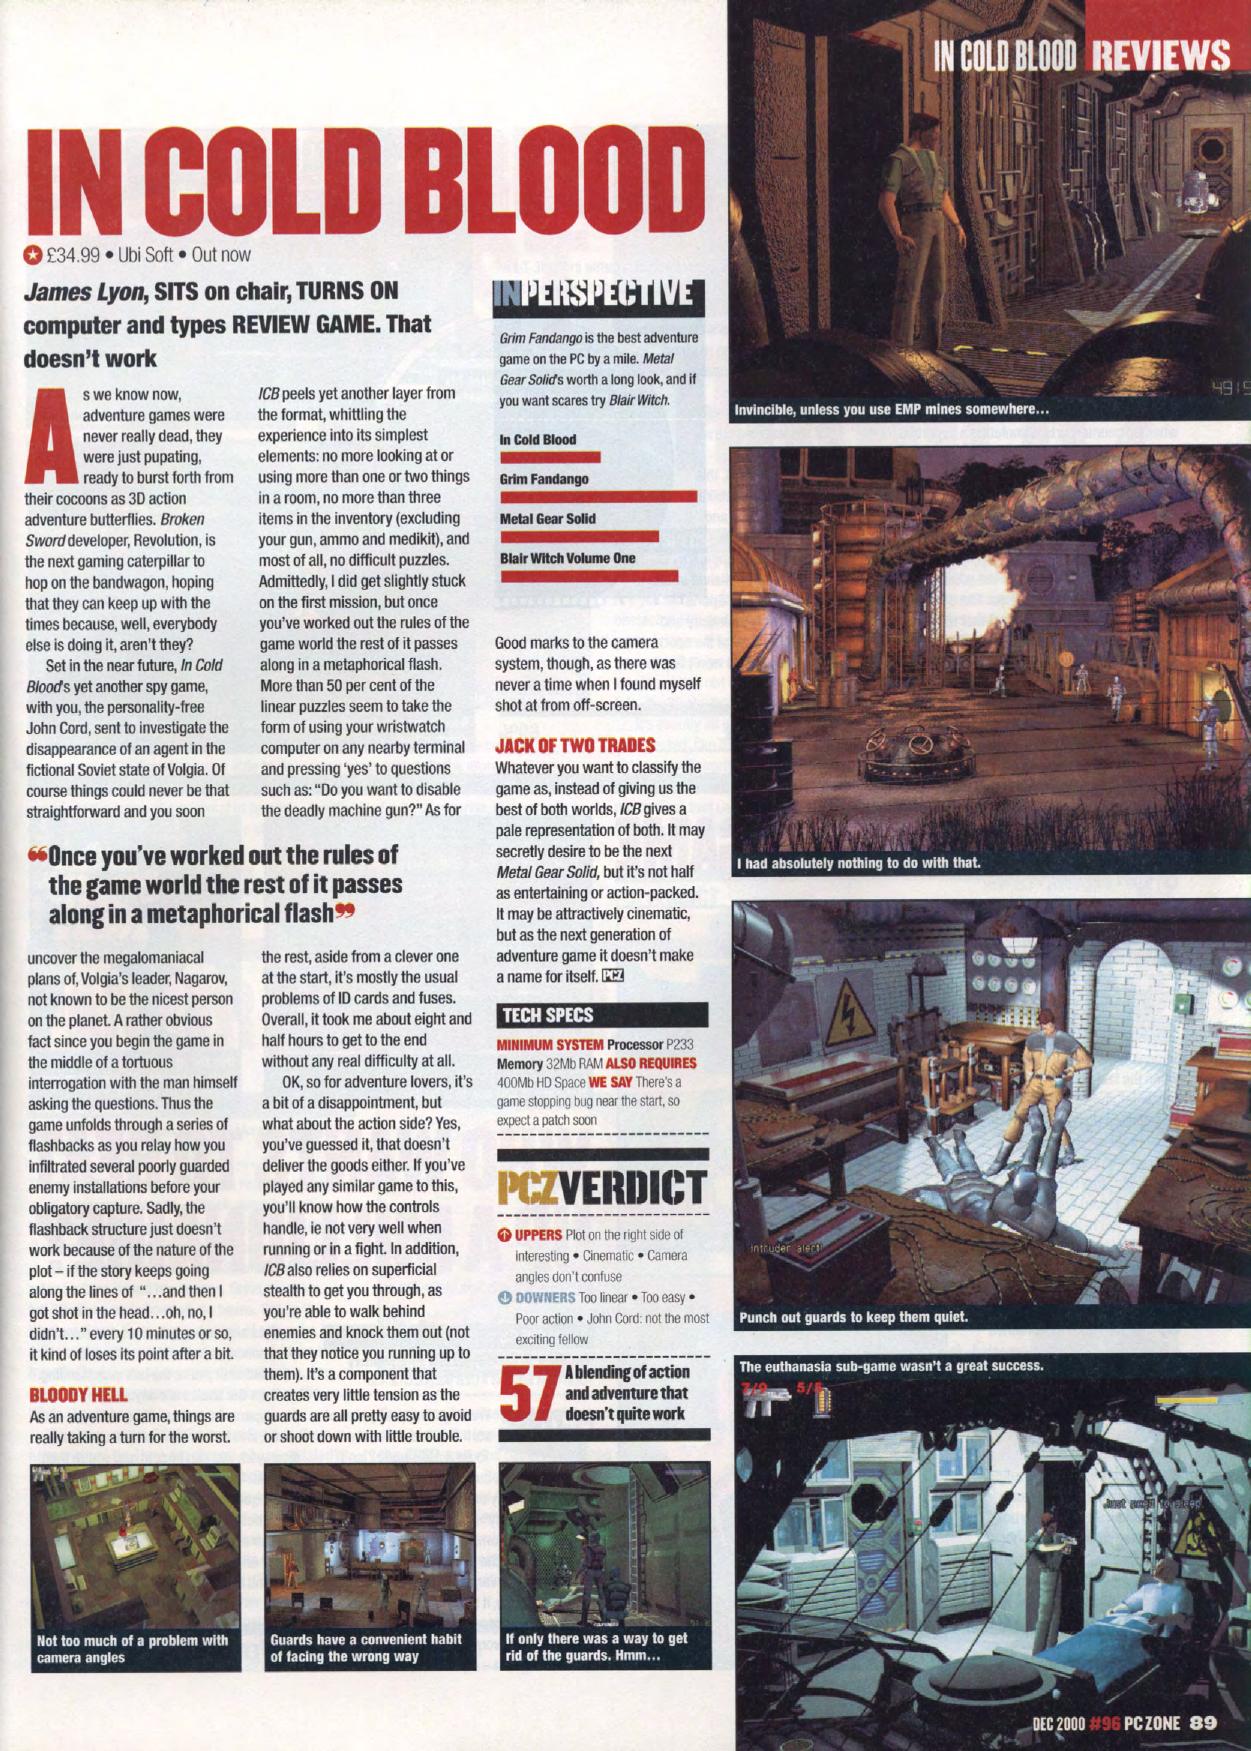 IN COLD BLOOD REVIEWS
IN COLD BLOOD
£34.99 • Ubi Soft • Out now
James Lyon, SITS on chair, TURNS ON
computer and types REVIEW GAME. That
doesn't work
As we know now,
adventure games were
never really dead, they
were just pupating,
ready to burst forth from
their cocoons as 3D action
adventure butterflies. Broken
Sword developer, Revolution, is
the next gaming caterpillar to
hop on the bandwagon, hoping
that they can keep up with the
times because, well, everybody
else is doing it, aren't they?
Set in the near future, In Cold
Blood's yet another spy game,
with you, the personality-free
John Cord, sent to investigate the
disappearance of an agent in the
fictional Soviet state of Volgia. Of
course things could never be that
straightforward and you soon
“Once you've worked out the rules of
the game world the rest of it passes
along in a metaphorical flash”
uncover the megalomaniacal
plans of, Volgia's leader, Nagarov,
not known to be the nicest person
on the planet. A rather obvious
fact since you begin the game in
the middle of a tortuous
interrogation with the man himself
asking the questions. Thus the
game unfolds through a series of
flashbacks as you relay how you
infiltrated several poorly guarded
enemy installations before your
obligatory capture. Sadly, the
flashback structure just doesn't
work because of the nature of the
plot – if the story keeps going
along the lines of “...and then I
got shot in the head...oh, no, I
didn't...” every 10 minutes or so,
it kind of loses its point after a bit.
BLOODY HELL
As an adventure game, things are
really taking a turn for the worst.
ICB peels yet another layer from
the format, whittling the
experience into its simplest
elements: no more looking at or
using more than one or two things
in a room, no more than three
items in the inventory (excluding
your gun, ammo and medikit), and
most of all, no difficult puzzles.
Admittedly, I did get slightly stuck
on the first mission, but once
you've worked out the rules of the
game world the rest of it passes
along in a metaphorical flash.
More than 50 per cent of the
linear puzzles seem to take the
form of using your wristwatch
computer on any nearby terminal
and pressing 'yes' to questions
such as: “Do you want to disable
the deadly machine gun?” As for
the rest, aside from a clever one
at the start, it's mostly the usual
problems of ID cards and fuses.
Overall, it took me about eight and
half hours to get to the end
without any real difficulty at all.
OK, so for adventure lovers, it's
a bit of a disappointment, but
what about the action side? Yes,
you've guessed it, that doesn't
deliver the goods either. If you've
played any similar game to this,
you'll know how the controls
handle, ie not very well when
running or in a fight. In addition,
ICB also relies on superficial
stealth to get you through, as
you're able to walk behind
enemies and knock them out (not
that they notice you running up to
them). It's a component that
creates very little tension as the
guards are all pretty easy to avoid
or shoot down with little trouble.
INPERSPECTIVE
Grim Fandango is the best adventure
game on the PC by a mile. Metal
Gear Solid's worth a long look, and if
you want scares try Blair Witch.
In Cold Blood
Grim Fandango
Metal Gear Solid
Blair Witch Volume One
Good marks to the camera
system, though, as there was
never a time when I found myself
shot at from off-screen.
JACK OF TWO TRADES
Whatever you want to classify the
game as, instead of giving us the
best of both worlds, ICB gives a
pale representation of both. It may
secretly desire to be the next
Metal Gear Solid, but it's not half
as entertaining or action-packed.
It may be attractively cinematic,
but as the next generation of
adventure game it doesn't make
a name for itself. PCZ
TECH SPECS
MINIMUM SYSTEM Processor P233
Memory 32Mb RAM ALSO REQUIRES
400Mb HD Space WE SAY There's a
game stopping bug near the start, so
expect a patch soon
PCZVERDICT
UPPERS Plot on the right side of
interesting • Cinematic • Camera
angles don't confuse
DOWNERS Too linear • Too easy •
Poor action • John Cord: not the most
exciting fellow
57 A blending of action
and adventure that
doesn't quite work
Invincible, unless you use EMP mines somewhere...
I had absolutely nothing to do with that.
Intruder alert!
Punch out guards to keep them quiet.
The euthanasia sub-game wasn't a great success.
Not too much of a problem with
camera angles
Guards have a convenient habit
of facing the wrong way
If only there was a way to get
rid of the guards. Hmm...
DEC 2000 #96 PC ZONE 89